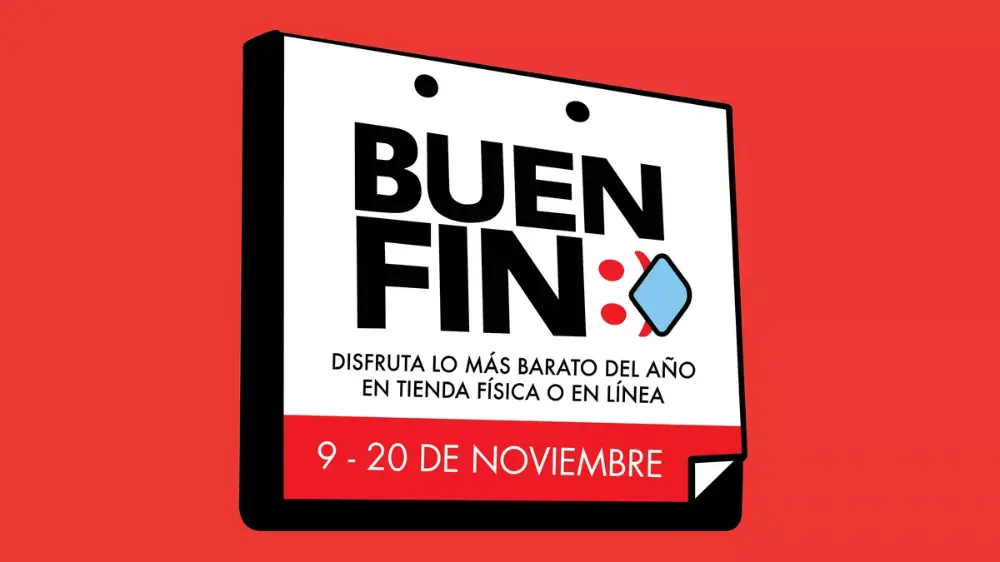 BUEN
FIN:)
DISFRUTA LO MÁS BARATO DEL AÑO
EN TIENDA FÍSICA O EN LÍNEA
9 - 20 DE NOVIEMBRE